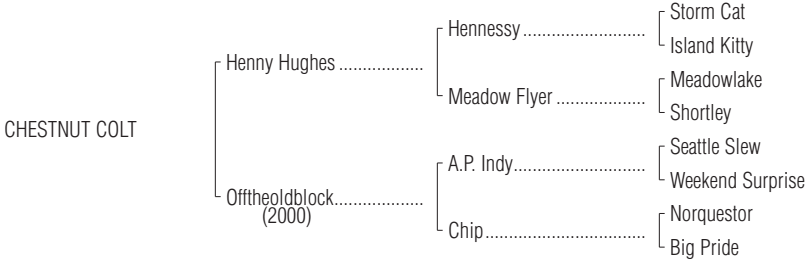 Storm Cat
Hennessy ..........................
Island Kitty
Henny Hughes ..................
Meadowlake
Meadow Flyer ...................
Shortley
CHESTNUT COLT
Seattle Slew
A.P. Indy............................
Weekend Surprise
Offtheoldblock...................
(2000)
Norquestor
Chip..................................
Big Pride